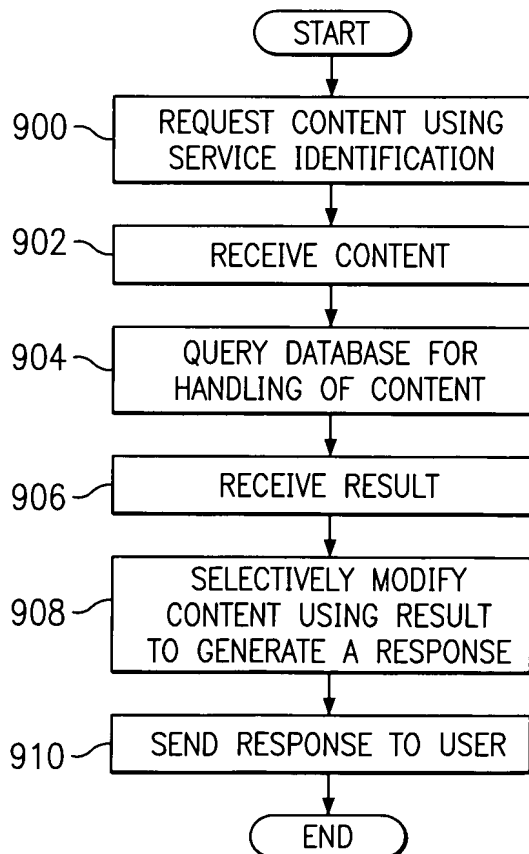 START
900
REQUEST CONTENT USING
SERVICE IDENTIFICATION
902
RECEIVE CONTENT
904
QUERY DATABASE FOR
HANDLING OF CONTENT
906
RECEIVE RESULT
908
SELECTIVELY MODIFY
CONTENT USING RESULT
TO GENERATE A RESPONSE
910
SEND RESPONSE TO USER
END